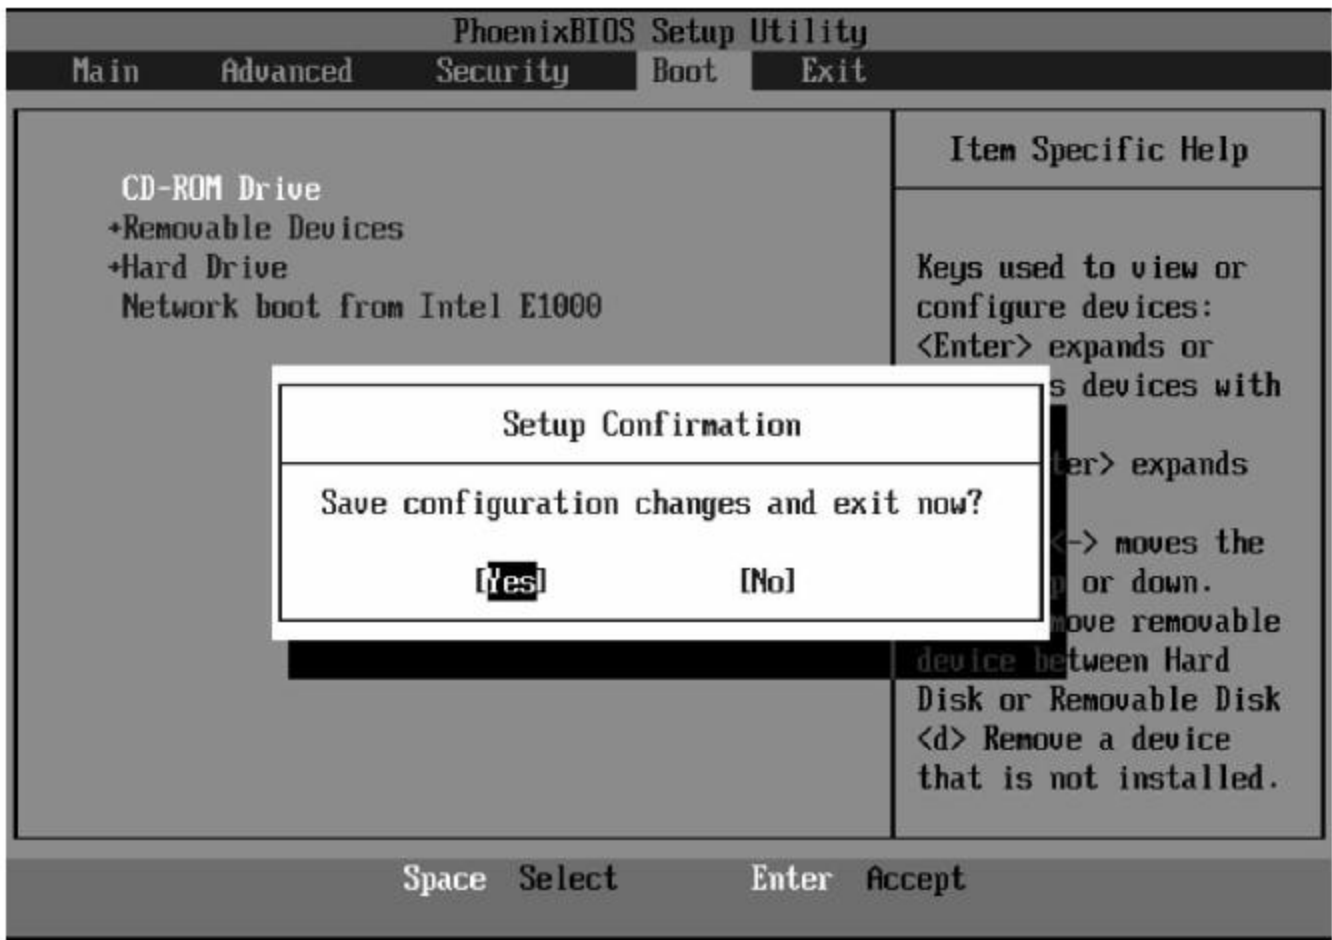 PhoenixBIOS Setup Utility
Main Advanced Security Boot Exit
CD-ROM Drive
+Removable Devices
+Hard Drive
Network boot from Intel E1000
Setup Confirmation
Save configuration changes and exit now?
[Yes] [No]
Item Specific Help
Keys used to view or
configure devices:
<Enter> expands or
devices with
expands
<-> moves the
or down.
removable
device between Hard
Disk or Removable Disk
<d> Remove a device
that is not installed.
Space Select Enter Accept